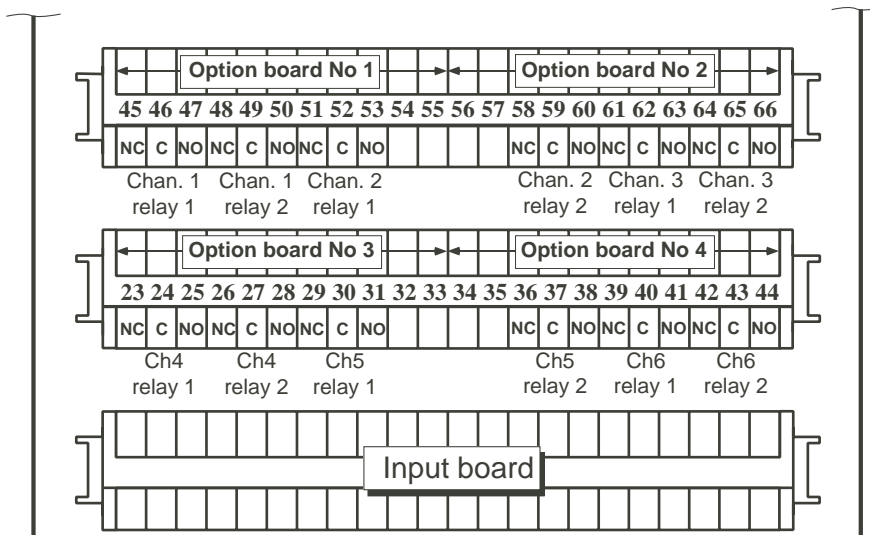 Option board No 1 Option board No 2
45 46 47 48 49 50 51 52 53 54 55 56 57 58 59 60 61 62 63 64 65 66
NC C NO NC C NO NC C NO NC C NO NC C NO NC C NO
Chan. 1 Chan. 1 Chan. 2 Chan. 2 Chan. 3 Chan. 3
relay 1 relay 2 relay 1 relay 2 relay 1 relay 2
Option board No 3 Option board No 4
23 24 25 26 27 28 29 30 31 32 33 34 35 36 37 38 39 40 41 42 43 44
NC C NO NC C NO NC C NO NC C NO NC C NO NC C NO
Ch4 Ch4 Ch5 Ch5 Ch6 Ch6
relay 1 relay 2 relay 1 relay 2 relay 1 relay 2
Input board